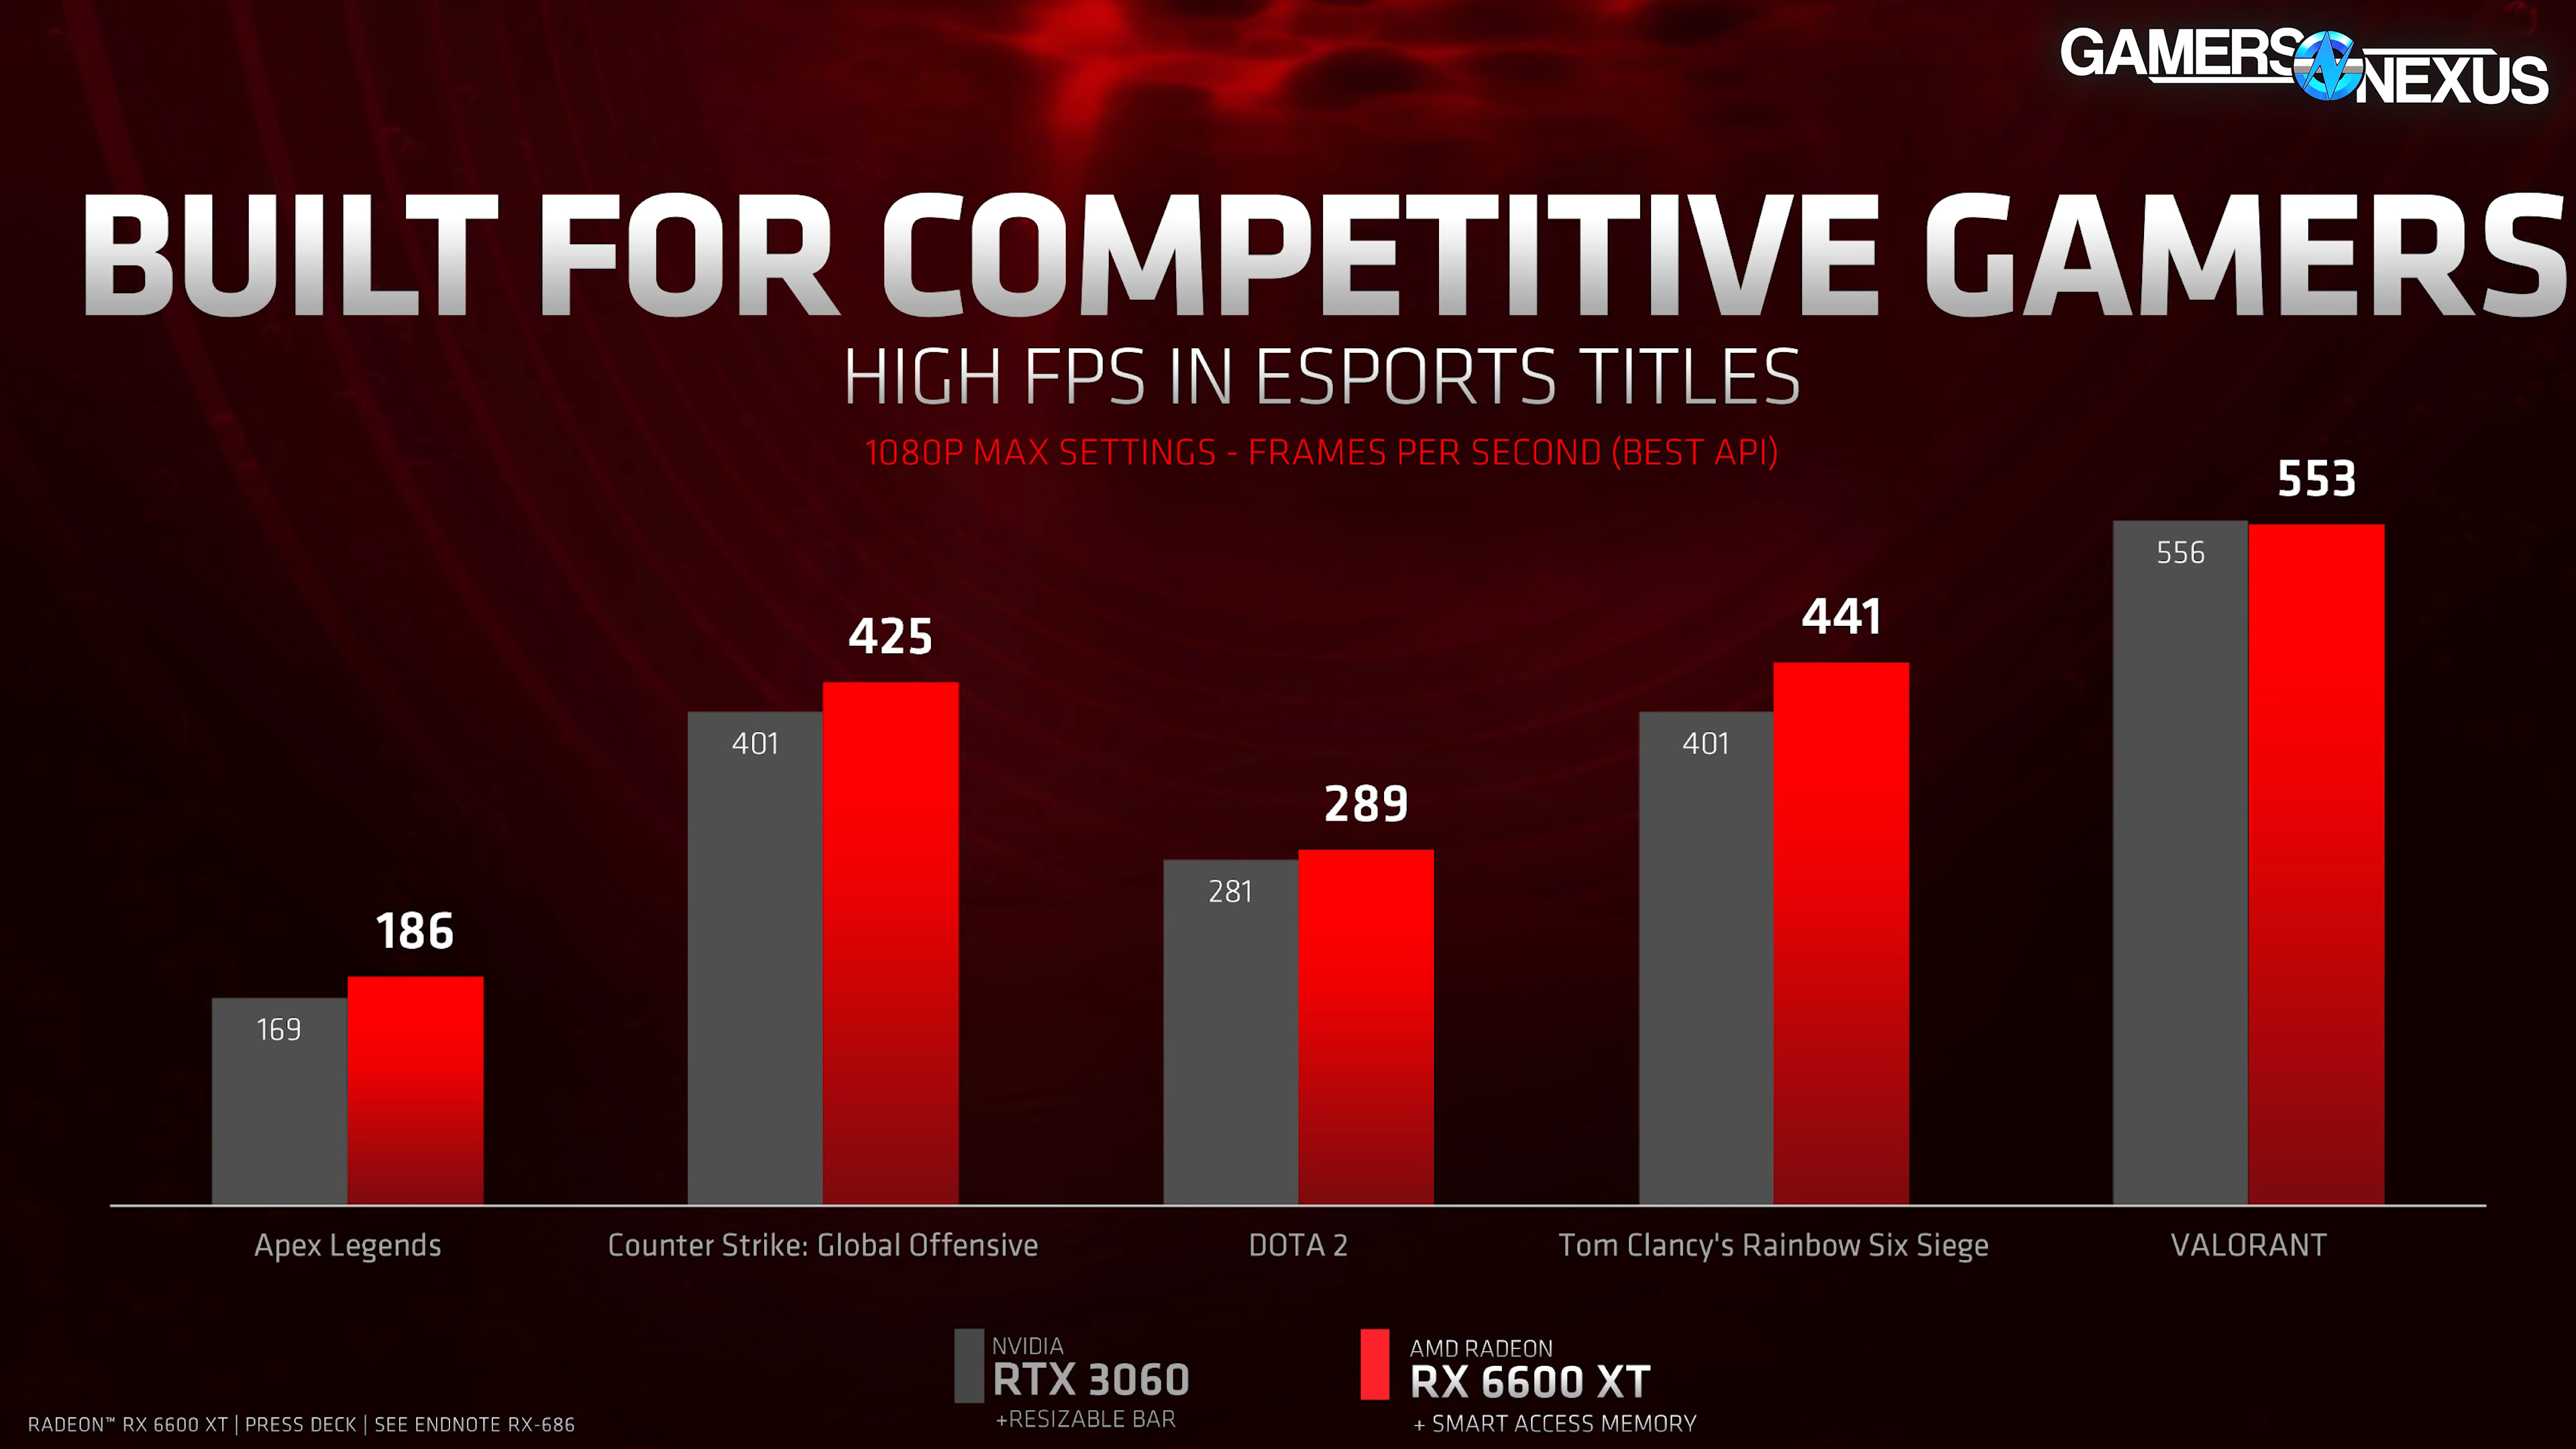 GAMERS NEXUS
BUILT FOR COMPETITIVE GAMERS
HIGH FPS IN ESPORTS TITLES
1080P MAX SETTINGS - FRAMES PER SECOND (BEST API)
169
186
401
425
281
289
401
441
556
553
Apex Legends
Counter Strike: Global Offensive
DOTA 2
Tom Clancy's Rainbow Six Siege
VALORANT
NVIDIA
RTX 3060
+RESIZABLE BAR
AMD RADEON
RX 6600 XT
+ SMART ACCESS MEMORY
RADEON™ RX 6600 XT | PRESS DECK | SEE ENDNOTE RX-686